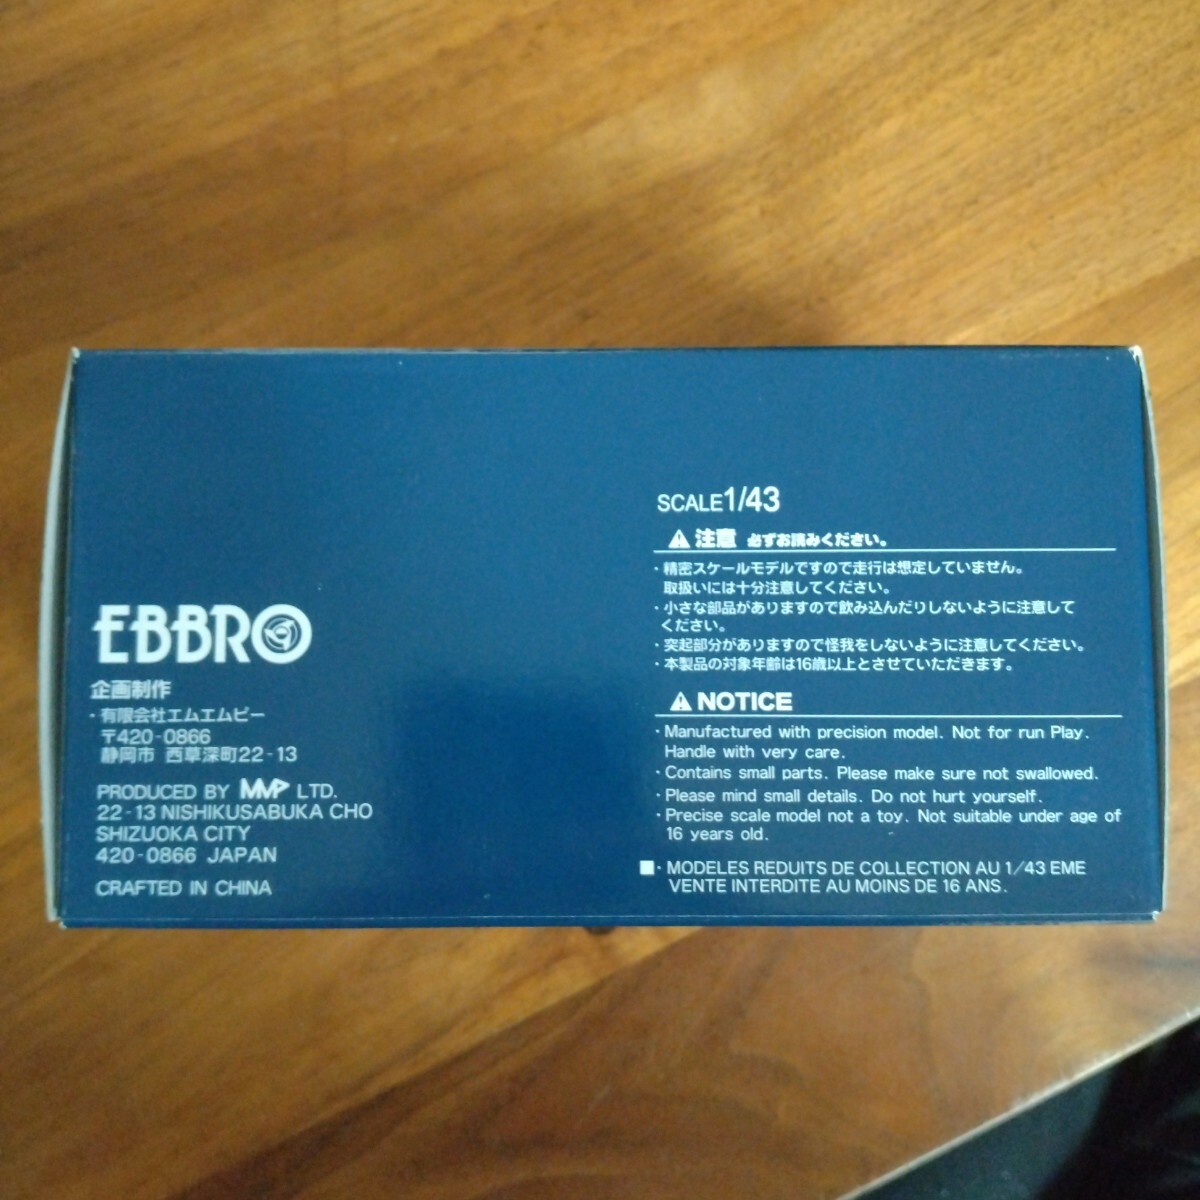 EBBRO
企画制作
・有限会社エムエムピー
〒420-0866
静岡市 西草深町22-13
PRODUCED BY MMP LTD.
22-13 NISHIKUSABUKA CHO
SHIZUOKA CITY
420-0866 JAPAN
CRAFTED IN CHINA
SCALE1/43
注意 必ずお読みください。
・精密スケールモデルですので走行は想定していません。
取扱いには十分注意してください。
・小さな部品がありますので飲み込んだりしないように注意して
ください。
・突起部分がありますので怪我をしないように注意してください。
・本製品の対象年齢は16歳以上とさせていただきます。
NOTICE
・Manufactured with precision model. Not for run Play.
Handle with very care.
・Contains small parts. Please make sure not swallowed.
・Please mind small details. Do not hurt yourself.
・Precise scale model not a toy. Not suitable under age of
16 years old.
■・MODELES REDUITS DE COLLECTION AU 1/43 EME
VENTE INTERDITE AU MOINS DE 16 ANS.